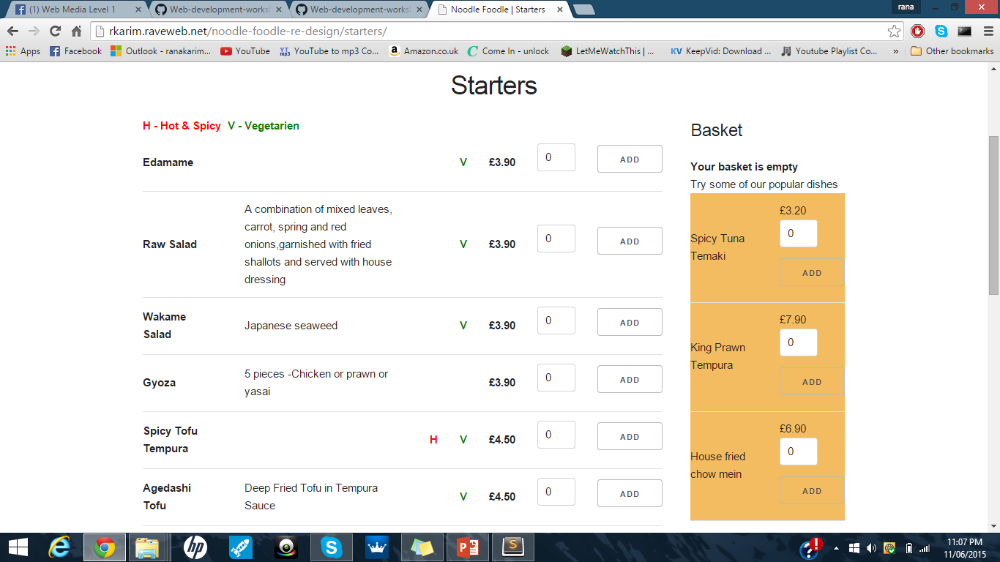 (1) Web Media Level 1
Web-development-works
Web-development-works
Noodle Foodle | Starters
rana
rkarim.raveweb.net/noodle-foodle-re-design/starters/
Apps
Facebook
Outlook - ranakarim...
YouTube
YT mp3
YouTube to mp3 Co...
Amazon.co.uk
Come In - unlock
LetMeWatchThis | ...
KV
KeepVid: Download ...
Youtube Playlist Co...
»
Other bookmarks
Starters
H - Hot & Spicy V - Vegetarien
Edamame V £3.90 0 ADD
Raw Salad
A combination of mixed leaves,
carrot, spring and red
onions,garnished with fried
shallots and served with house
dressing
V £3.90 0 ADD
Wakame
Salad
Japanese seaweed
V £3.90 0 ADD
Gyoza
5 pieces -Chicken or prawn or
yasai
£3.90 0 ADD
Spicy Tofu
Tempura
H V £4.50 0 ADD
Agedashi
Tofu
Deep Fried Tofu in Tempura
Sauce
V £4.50 0 ADD
Basket
Your basket is empty
Try some of our popular dishes
Spicy Tuna
Temaki
£3.20
0
ADD
King Prawn
Tempura
£7.90
0
ADD
House fried
chow mein
£6.90
0
ADD
11:07 PM
11/06/2015